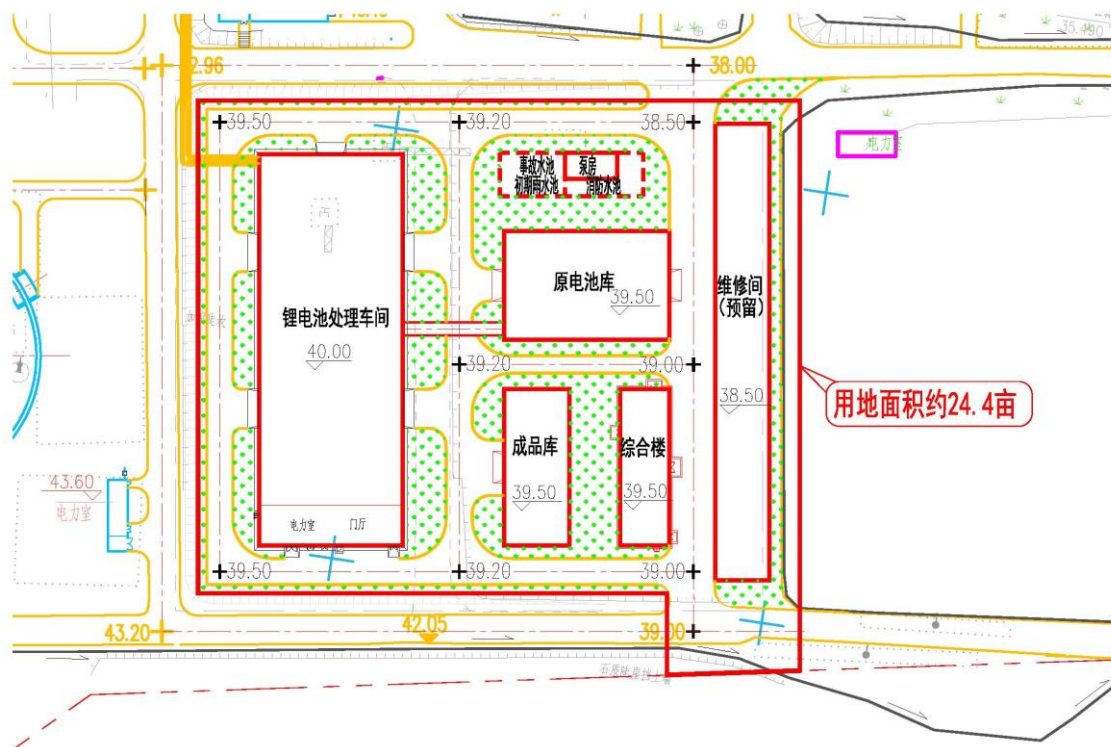 35.490
2.96
38.00
39.50
39.20
38.50
电力室
事故水池
泵房
初期雨水池
消防水池
原电池库
39.50
维修间
(预留)
锂电池处理车间
40.00
39.20
39.00
38.50
用地面积约24.4亩
成品库
综合楼
39.50
39.50
43.60
电力室
电力室
门厅
39.50
39.20
39.00
43.20
42.05
39.00